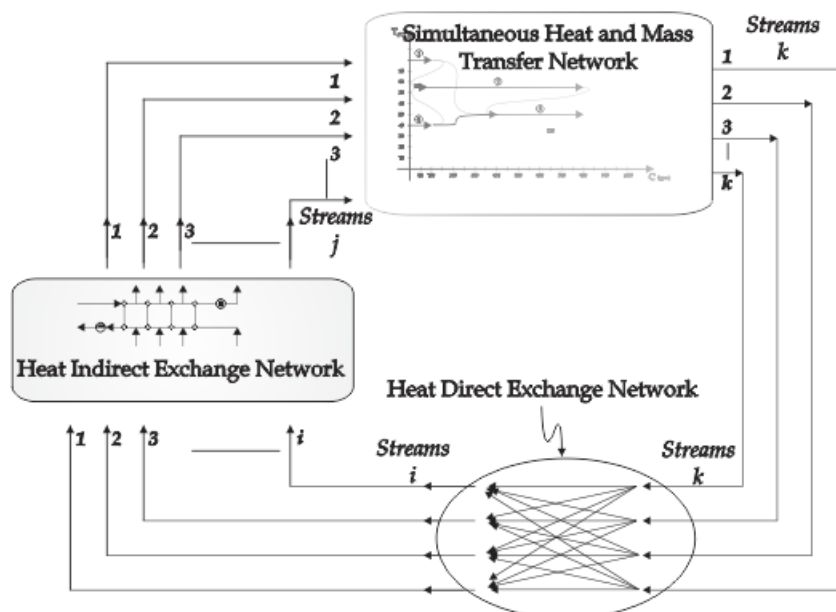 Simultaneous Heat and Mass
Transfer Network
Streams
k
1
2
3
k
1
2
3
Streams
j
1
2
3
Heat Indirect Exchange Network
Heat Direct Exchange Network
1
2
3
i
Streams
i
Streams
k